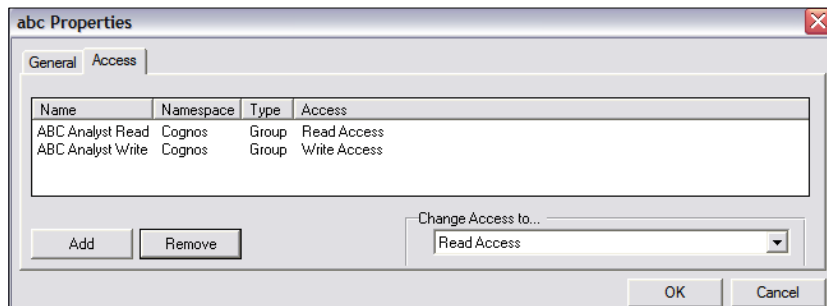 abc Properties
General Access
Name Namespace Type Access
ABC Analyst Read Cognos Group Read Access
ABC Analyst Write Cognos Group Write Access
Change Access to...
Add Remove Read Access
OK Cancel